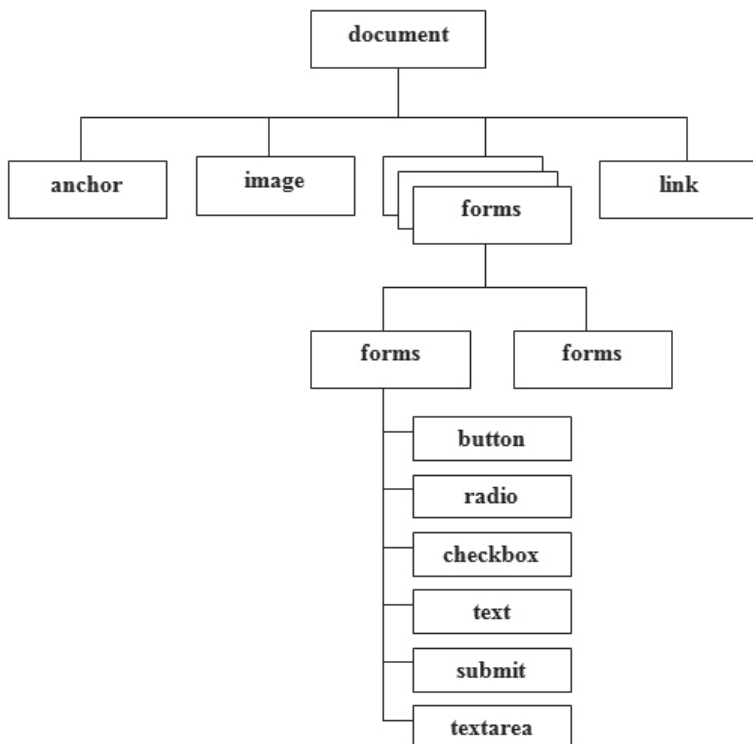 document
anchor
image
forms
link
forms
forms
button
radio
checkbox
text
submit
textarea